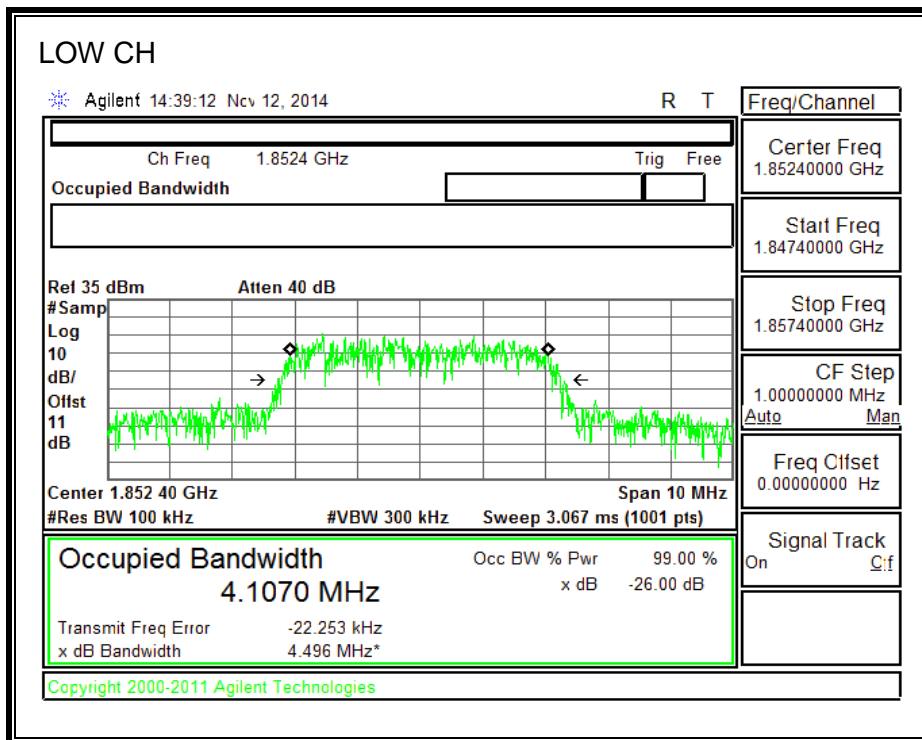 LOW CH
Agilent 14:39:12 Nov 12, 2014 R T
Freq/Channel
Ch Freq 1.8524 GHz Trig Free
Occupied Bandwidth
Center Freq
1.85240000 GHz
Start Freq
1.84740000 GHz
Stop Freq
1.85740000 GHz
CF Step
1.00000000 MHz
Auto Man
Freq Offset
0.00000000 Hz
Signal Track
On Off
Ref 35 dBm Atten 40 dB
#Samp
Log
10
dB/
Offst
11
dB
Center 1.852 40 GHz Span 10 MHz
#Res BW 100 kHz #VBW 300 kHz Sweep 3.067 ms (1001 pts)
Occupied Bandwidth
4.1070 MHz
Occ BW % Pwr 99.00 %
x dB -26.00 dB
Transmit Freq Error -22.253 kHz
x dB Bandwidth 4.496 MHz*
Copyright 2000-2011 Agilent Technologies